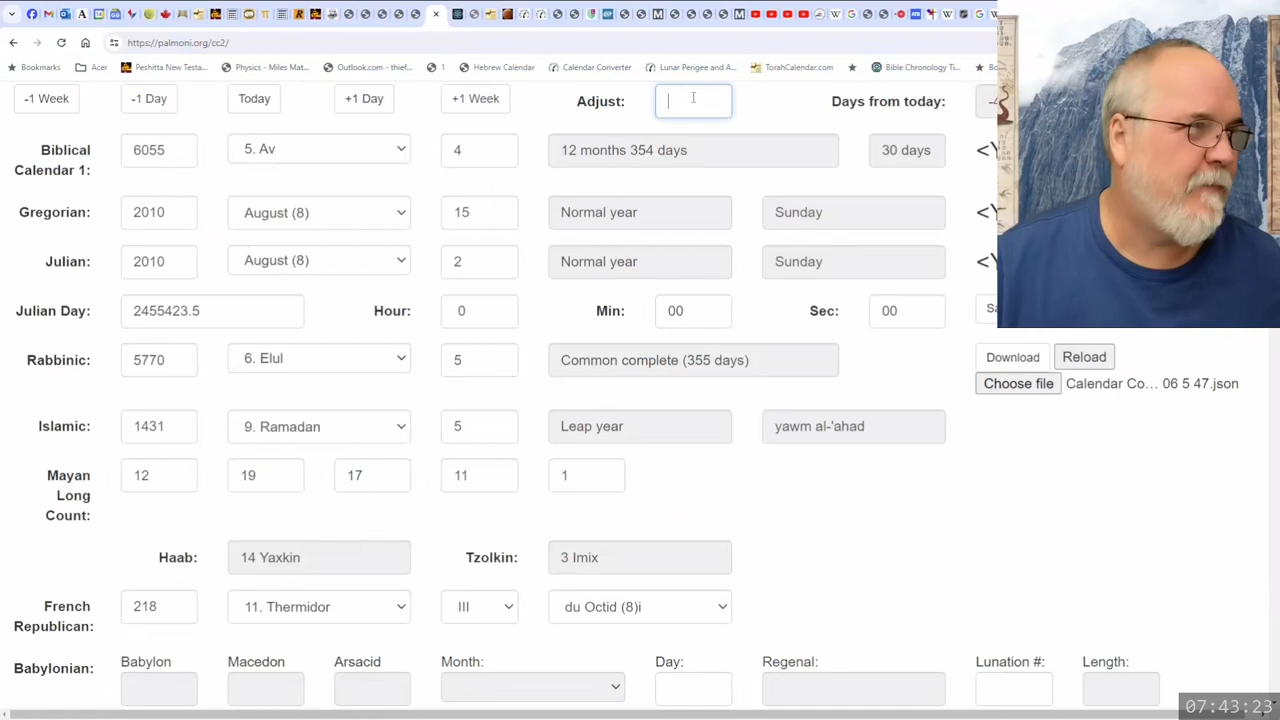 https://palmoni.org/cc2/
Bookmarks Acer Peshitta New Testa... Physics - Miles Mat... Outlook.com - thief... 1 Hebrew Calendar Calendar Converter Lunar Perigee and A... TorahCalendar.com Bible Chronology Ti...
-1 Week -1 Day Today +1 Day +1 Week Adjust: Days from today:
Biblical Calendar 1: 6055 5. Av 4 12 months 354 days 30 days
Gregorian: 2010 August (8) 15 Normal year Sunday
Julian: 2010 August (8) 2 Normal year Sunday
Julian Day: 2455423.5 Hour: 0 Min: 00 Sec: 00
Rabbinic: 5770 6. Elul 5 Common complete (355 days) Download Reload
Choose file Calendar Co... 06 5 47.json
Islamic: 1431 9. Ramadan 5 Leap year yawm al-'ahad
Mayan Long Count: 12 19 17 11 1
Haab: 14 Yaxkin Tzolkin: 3 Imix
French Republican: 218 11. Thermidor III du Octid (8)i
Babylonian: Babylon Macedon Arsacid Month: Day: Regenal: Lunation #: Length:
07:43:23